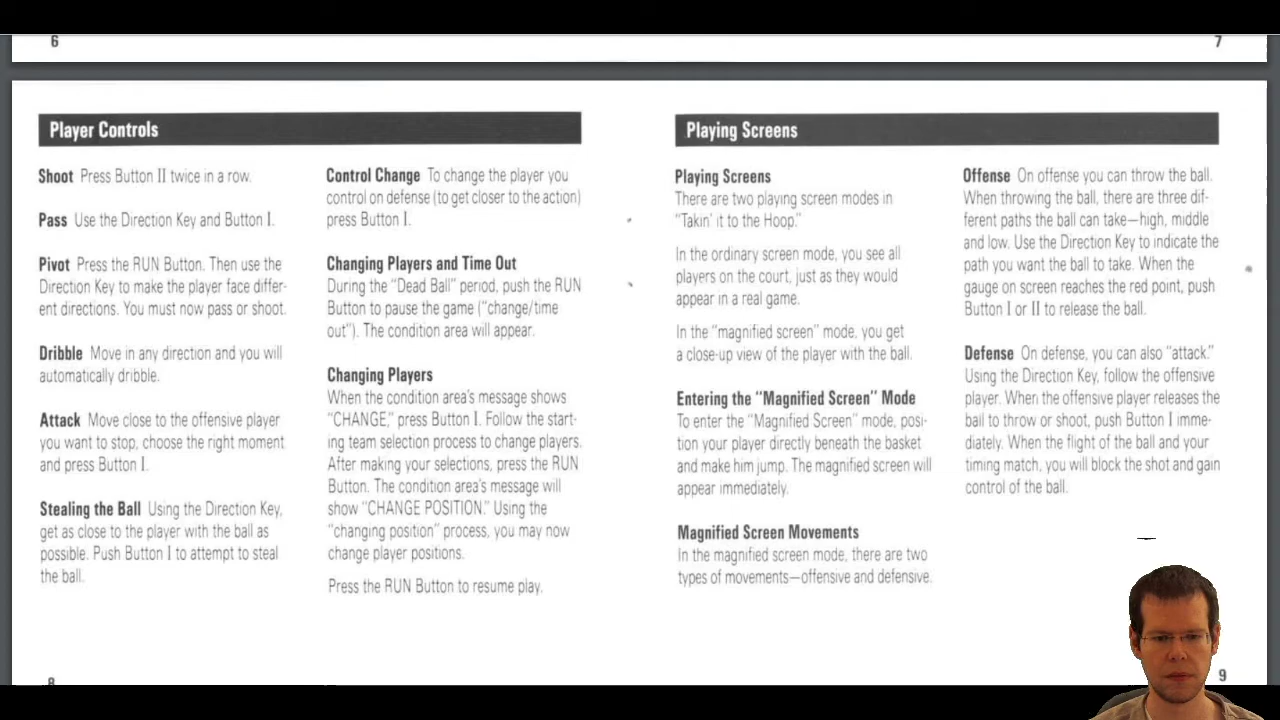 6
7
Player Controls
Shoot Press Button II twice in a row.
Pass Use the Direction Key and Button I.
Pivot Press the RUN Button. Then use the
Direction Key to make the player face differ-
ent directions. You must now pass or shoot.
Dribble Move in any direction and you will
automatically dribble.
Attack Move close to the offensive player
you want to stop, choose the right moment
and press Button I.
Stealing the Ball Using the Direction Key,
get as close to the player with the ball as
possible. Push Button I to attempt to steal
the ball.
Control Change To change the player you
control on defense (to get closer to the action)
press Button I.
Changing Players and Time Out
During the "Dead Ball" period, push the RUN
Button to pause the game ("change/time
out"). The condition area will appear.
Changing Players
When the condition area's message shows
"CHANGE," press Button I. Follow the start-
ing team selection process to change players.
After making your selections, press the RUN
Button. The condition area's message will
show "CHANGE POSITION." Using the
"changing position" process, you may now
change player positions.
Press the RUN Button to resume play.
8
Playing Screens
Playing Screens
There are two playing screen modes in
"Takin' it to the Hoop."
In the ordinary screen mode, you see all
players on the court, just as they would
appear in a real game.
In the "magnified screen" mode, you get
a close-up view of the player with the ball.
Entering the "Magnified Screen" Mode
To enter the "Magnified Screen" mode, posi-
tion your player directly beneath the basket
and make him jump. The magnified screen will
appear immediately.
Magnified Screen Movements
In the magnified screen mode, there are two
types of movements—offensive and defensive.
Offense On offense you can throw the ball.
When throwing the ball, there are three dif-
ferent paths the ball can take—high, middle
and low. Use the Direction Key to indicate the
path you want the ball to take. When the
gauge on screen reaches the red point, push
Button I or II to release the ball.
Defense On defense, you can also "attack."
Using the Direction Key, follow the offensive
player. When the offensive player releases the
ball to throw or shoot, push Button I imme-
diately. When the flight of the ball and your
timing match, you will block the shot and gain
control of the ball.
9